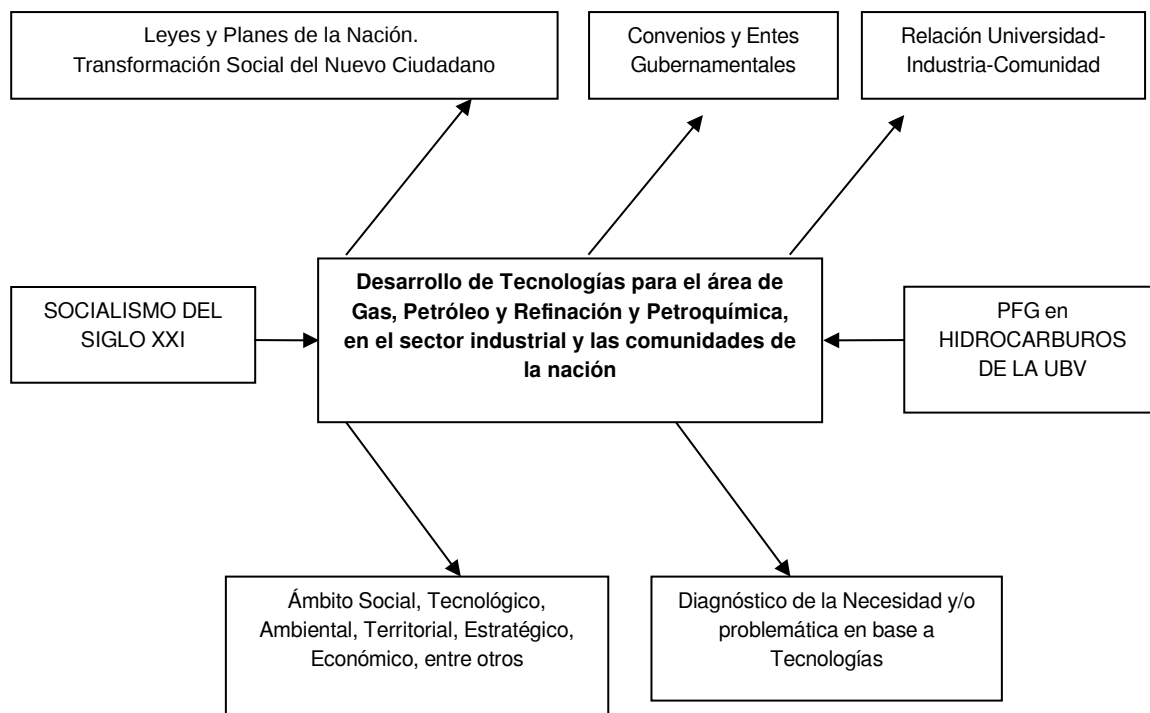 Leyes y Planes de la Nación.
Transformación Social del Nuevo Ciudadano
Convenios y Entes
Gubernamentales
Relación Universidad-
Industria-Comunidad
SOCIALISMO DEL
SIGLO XXI
Desarrollo de Tecnologías para el área de
Gas, Petróleo y Refinación y Petroquímica,
en el sector industrial y las comunidades de
la nación
PFG en
HIDROCARBUROS
DE LA UBV
Ámbito Social, Tecnológico,
Ambiental, Territorial, Estratégico,
Económico, entre otros
Diagnóstico de la Necesidad y/o
problemática en base a
Tecnologías